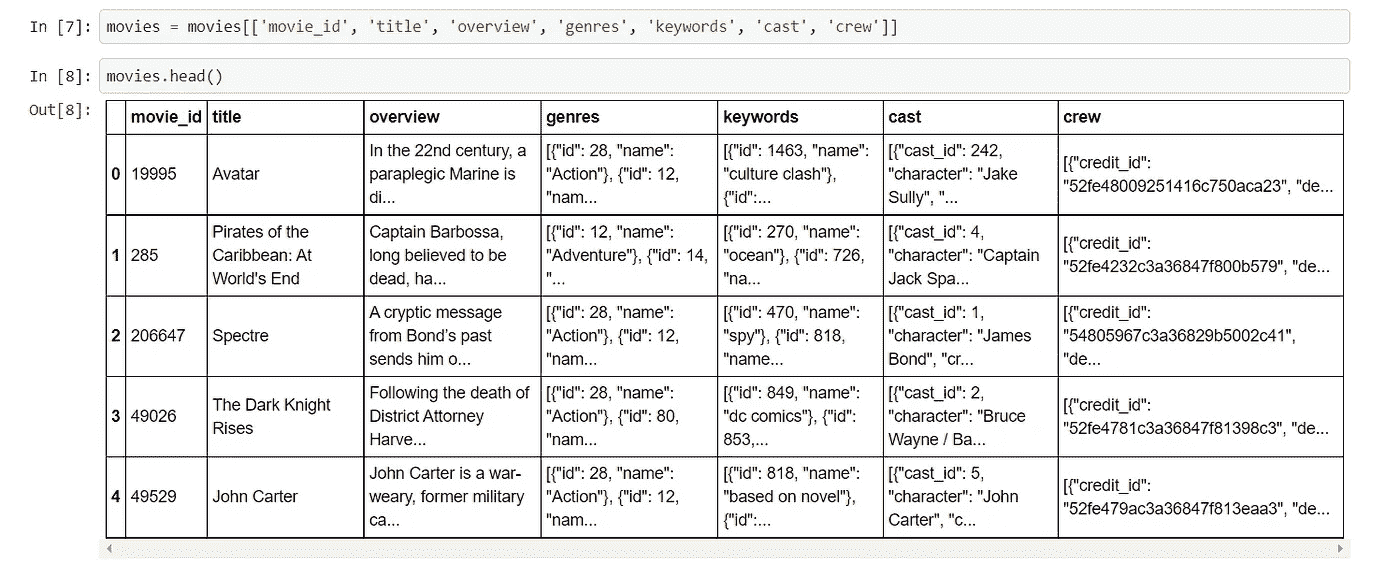 In [7]: movies = movies[['movie_id', 'title', 'overview', 'genres', 'keywords', 'cast', 'crew']]
In [8]: movies.head()
Out[8]:
movie_id title overview genres keywords cast crew
0 19995 Avatar In the 22nd century, a paraplegic Marine is di... [{"id": 28, "name": "Action"}, {"id": 12, "nam... [{"id": 1463, "name": "culture clash"}, {"id":... [{"cast_id": 242, "character": "Jake Sully", "... [{"credit_id": "52fe48009251416c750aca23", "de...
1 285 Pirates of the Caribbean: At World's End Captain Barbossa, long believed to be dead, ha... [{"id": 12, "name": "Adventure"}, {"id": 14, "... [{"id": 270, "name": "ocean"}, {"id": 726, "na... [{"cast_id": 4, "character": "Captain Jack Spa... [{"credit_id": "52fe4232c3a36847f800b579", "de...
2 206647 Spectre A cryptic message from Bond’s past sends him o... [{"id": 28, "name": "Action"}, {"id": 12, "nam... [{"id": 470, "name": "spy"}, {"id": 818, "name... [{"cast_id": 1, "character": "James Bond", "cr... [{"credit_id": "54805967c3a36829b5002c41", "de...
3 49026 The Dark Knight Rises Following the death of District Attorney Harve... [{"id": 28, "name": "Action"}, {"id": 80, "nam... [{"id": 849, "name": "dc comics"}, {"id": 853,... [{"cast_id": 2, "character": "Bruce Wayne / Ba... [{"credit_id": "52fe4781c3a36847f81398c3", "de...
4 49529 John Carter John Carter is a war-weary, former military ca... [{"id": 28, "name": "Action"}, {"id": 12, "nam... [{"id": 818, "name": "based on novel"}, {"id":... [{"cast_id": 5, "character": "John Carter", "c... [{"credit_id": "52fe479ac3a36847f813eaa3", "de...